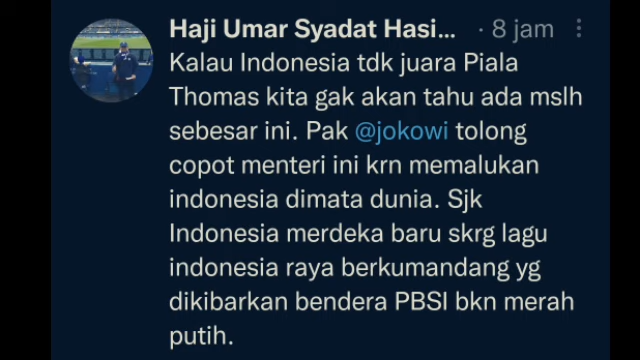 Haji Umar Syadat Hasi... · 8 jam
Kalau Indonesia tdk juara Piala
Thomas kita gak akan tahu ada mslh
sebesar ini. Pak @jokowi tolong
copot menteri ini krn memalukan
indonesia dimata dunia. Sjk
Indonesia merdeka baru skrg lagu
indonesia raya berkumandang yg
dikibarkan bendera PBSI bkn merah
putih.